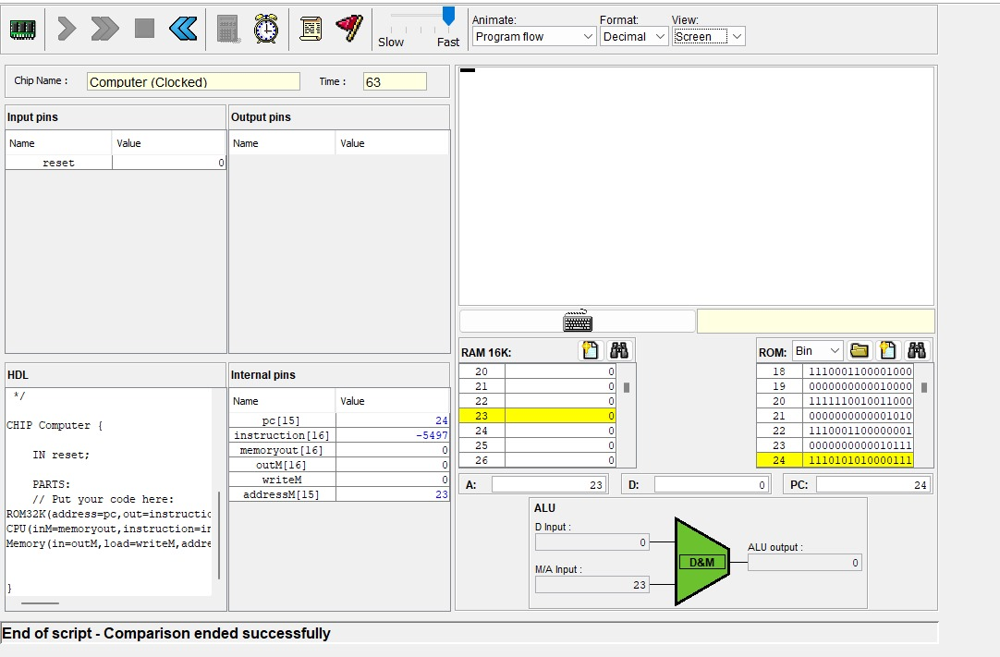 Slow Fast
Animate: Format: View:
Program flow Decimal Screen
Chip Name : Computer (Clocked) Time : 63
Input pins
Name Value
reset 0
Output pins
Name Value
HDL
*/
CHIP Computer {
IN reset;
PARTS:
// Put your code here:
ROM32K(address=pc,out=instructio
CPU(inM=memoryout,instruction=in
Memory(in=outM,load=writeM,addre
}
Internal pins
Name Value
pc[15] 24
instruction[16] -5497
memoryout[16] 0
outM[16] 0
writeM 0
addressM[15] 23
RAM 16K:
20 0
21 0
22 0
23 0
24 0
25 0
26 0
ROM: Bin
18 1110001100001000
19 0000000000010000
20 1111110010011000
21 0000000000001010
22 1110001100000001
23 0000000000010111
24 1110101010000111
A: 23 D: 0 PC: 24
ALU
D Input :
0
M/A Input :
23
D&M
ALU output :
0
End of script - Comparison ended successfully